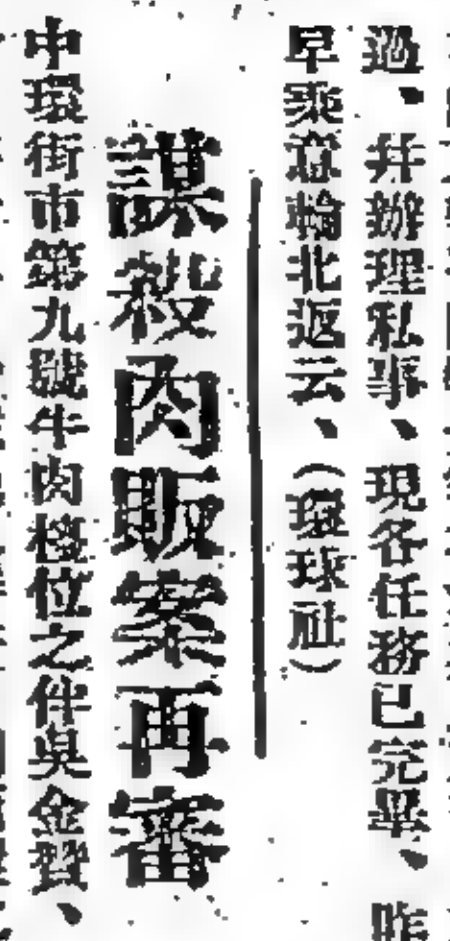 過、幷辦理私事、現各任務已完畢、昨
早乘意輪北返云、（環球社）
謀殺肉販案再審
中環街市第九號牛肉檯位之伴吳金寶、